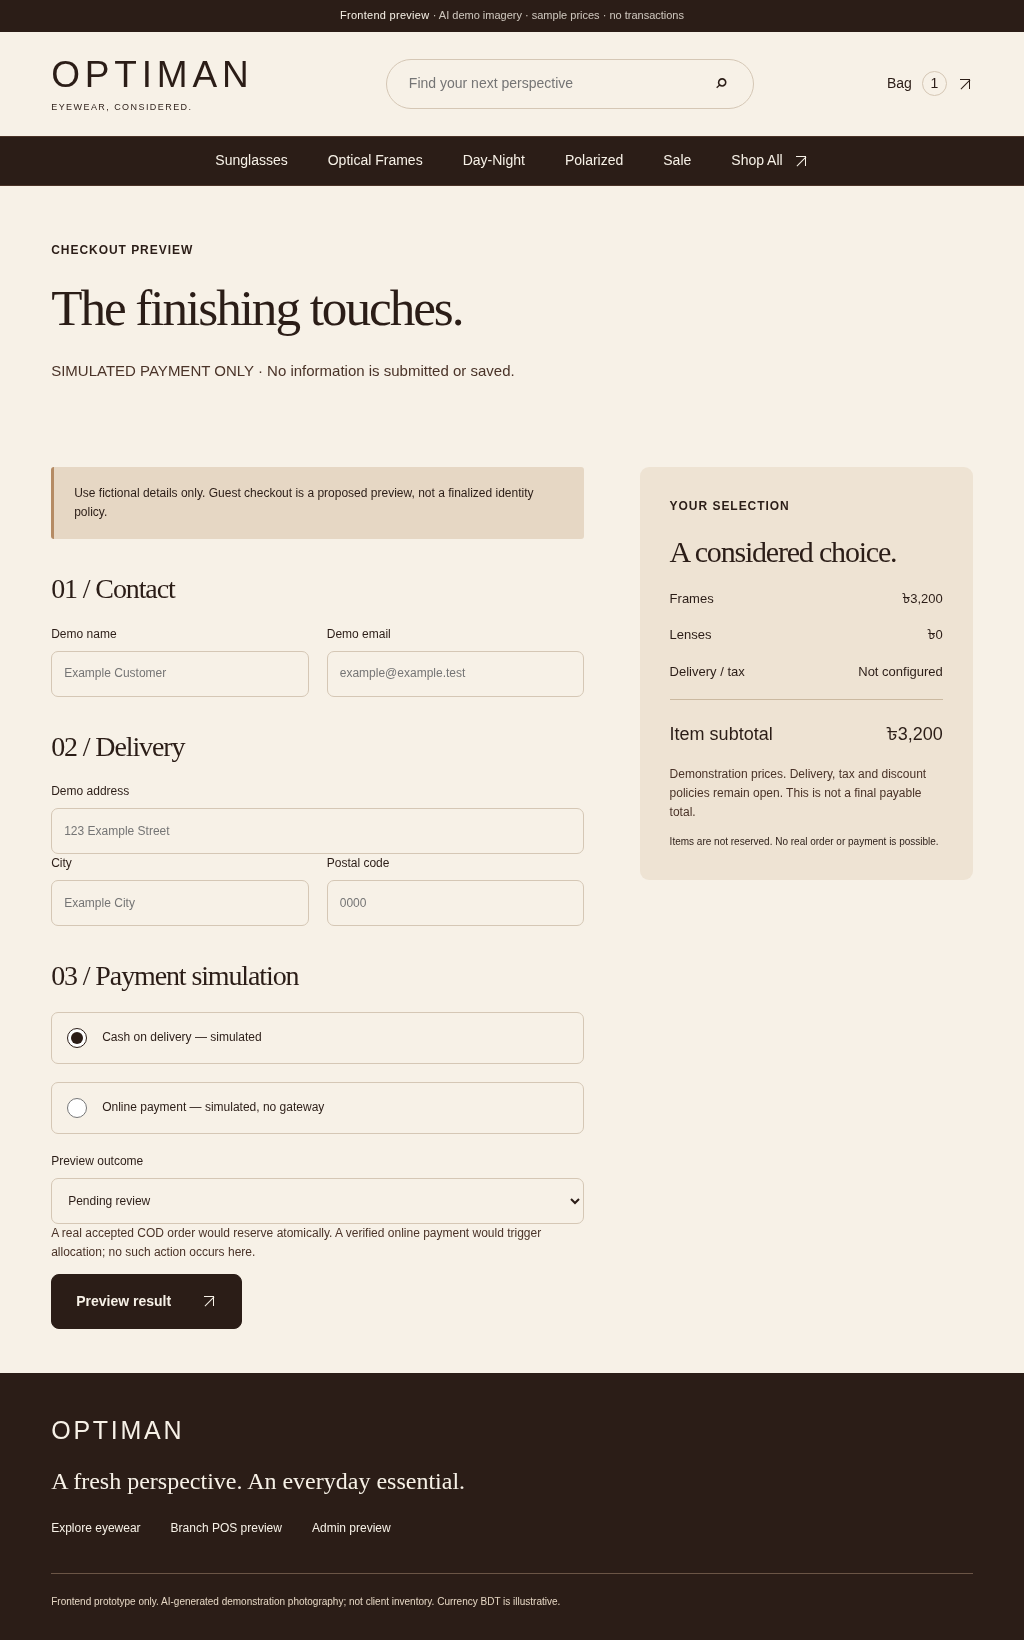 Frontend preview · AI demo imagery · sample prices · no transactions
OPTIMAN
EYEWEAR, CONSIDERED.
Find your next perspective
Bag 1
Sunglasses Optical Frames Day-Night Polarized Sale Shop All
CHECKOUT PREVIEW
The finishing touches.
SIMULATED PAYMENT ONLY · No information is submitted or saved.
Use fictional details only. Guest checkout is a proposed preview, not a finalized identity
policy.
01 / Contact
Demo name Demo email
Example Customer example@example.test
02 / Delivery
Demo address
123 Example Street
City Postal code
Example City 0000
03 / Payment simulation
Cash on delivery — simulated
Online payment — simulated, no gateway
Preview outcome
Pending review
A real accepted COD order would reserve atomically. A verified online payment would trigger
allocation; no such action occurs here.
Preview result
YOUR SELECTION
A considered choice.
Frames ৳3,200
Lenses ৳0
Delivery / tax Not configured
Item subtotal ৳3,200
Demonstration prices. Delivery, tax and discount
policies remain open. This is not a final payable
total.
Items are not reserved. No real order or payment is possible.
OPTIMAN
A fresh perspective. An everyday essential.
Explore eyewear Branch POS preview Admin preview
Frontend prototype only. AI-generated demonstration photography; not client inventory. Currency BDT is illustrative.